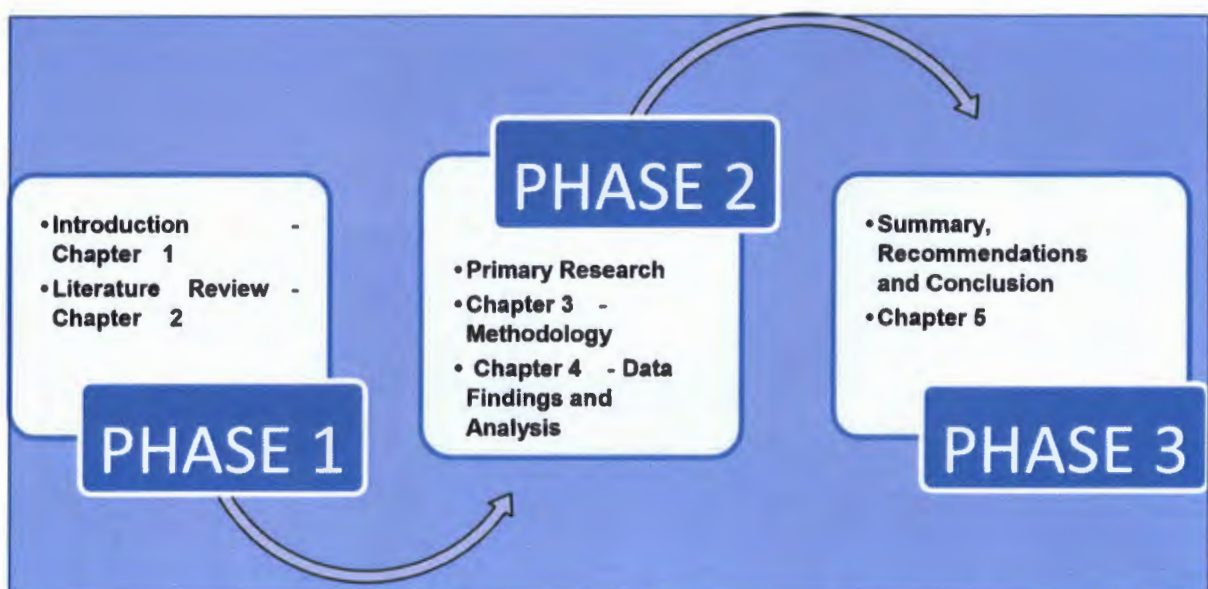 •Introduction -
Chapter 1
•Literature Review -
Chapter 2
PHASE 1
PHASE 2
•Primary Research
•Chapter 3 -
Methodology
• Chapter 4 - Data
Findings and
Analysis
•Summary,
Recommendations
and Conclusion
•Chapter 5
PHASE 3